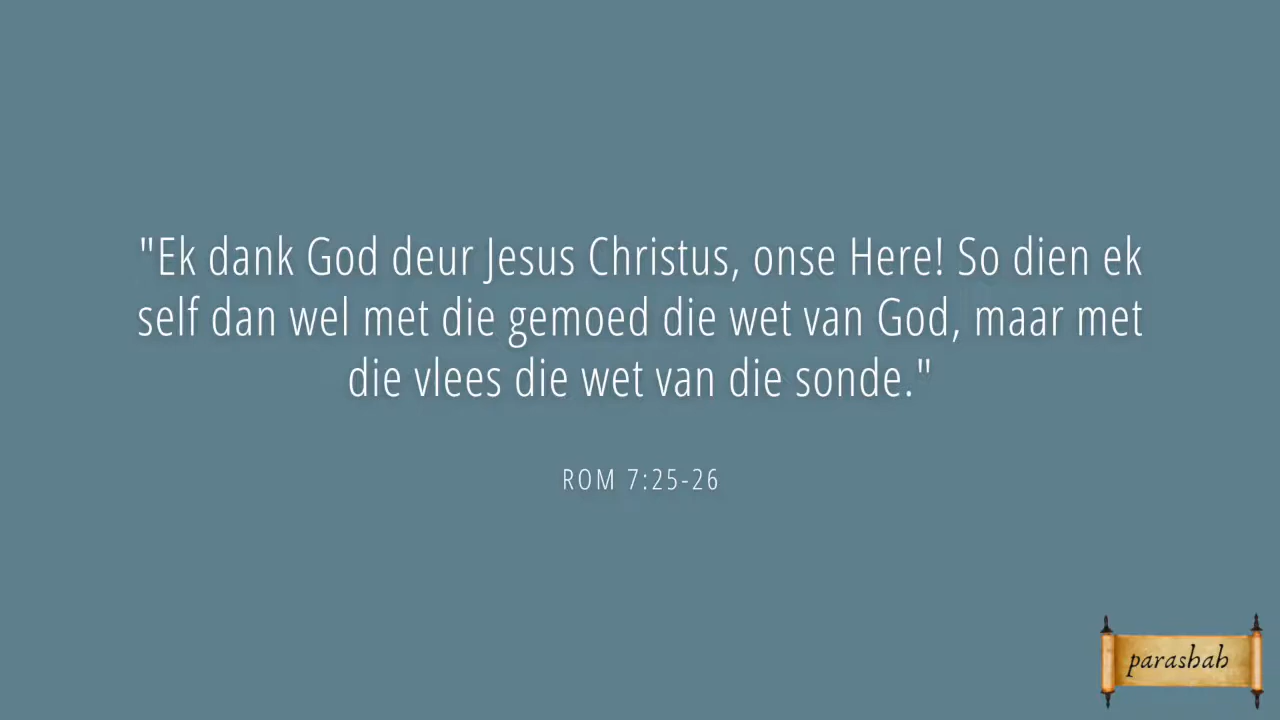 "Ek dank God deur Jesus Christus, onse Here! So dien ek
self dan wel met die gemoed die wet van God, maar met
die vlees die wet van die sonde."
ROM 7:25-26
parashah